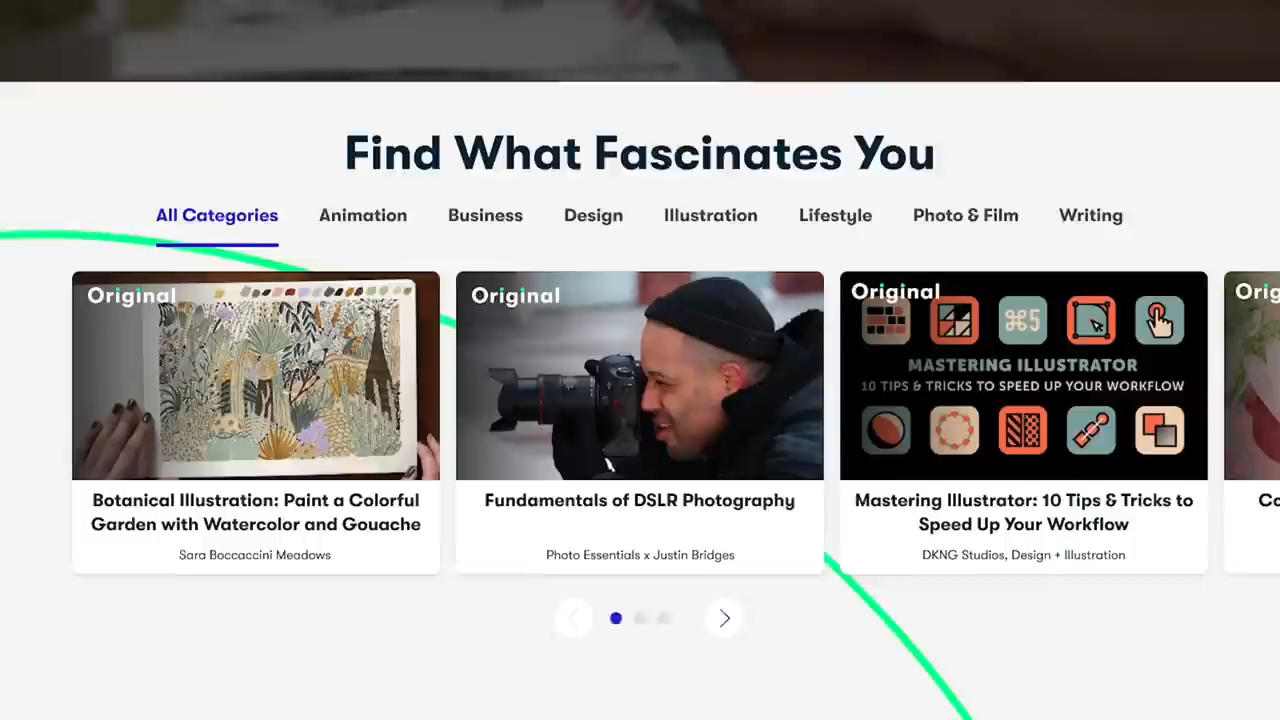 Find What Fascinates You
All Categories
Animation
Business
Design
Illustration
Lifestyle
Photo & Film
Writing
Original
Botanical Illustration: Paint a Colorful
Garden with Watercolor and Gouache
Sara Boccaccini Meadows
Original
Fundamentals of DSLR Photography
Photo Essentials x Justin Bridges
Original
⌘5
MASTERING ILLUSTRATOR
10 TIPS & TRICKS TO SPEED UP YOUR WORKFLOW
Mastering Illustrator: 10 Tips & Tricks to
Speed Up Your Workflow
DKNG Studios, Design + Illustration
Orig
Co